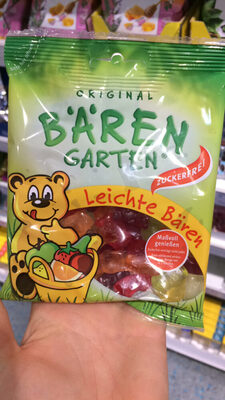 ORIGINAL
BÄREN
GARTEN®
ZUCKERFREI
Leichte Bären
Maßvoll
genießen